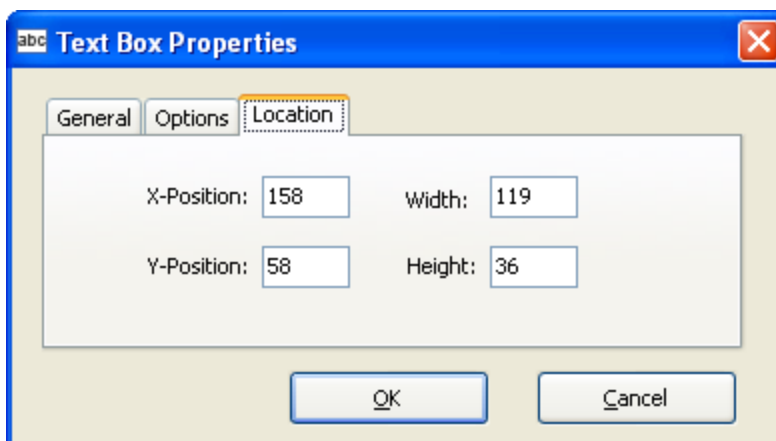 abc Text Box Properties
General Options Location
X-Position: 158 Width: 119
Y-Position: 58 Height: 36
OK Cancel